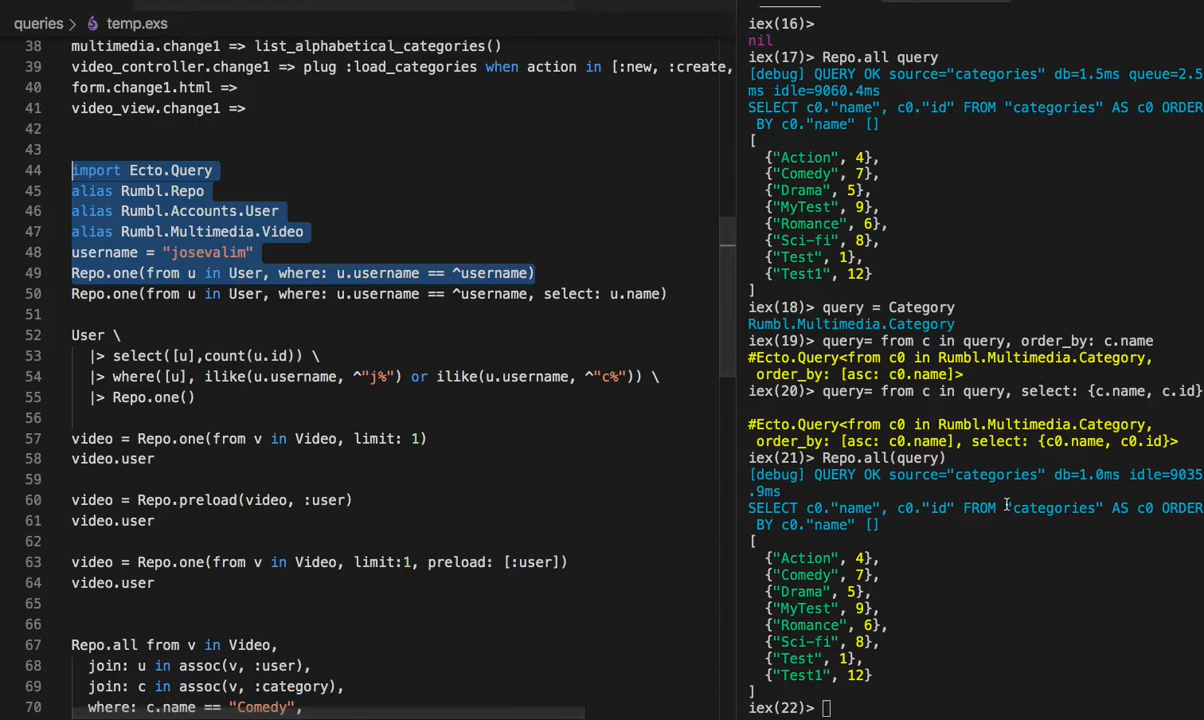 queries > temp.exs
38 multimedia.change1 => list_alphabetical_categories()
39 video_controller.change1 => plug :load_categories when action in [:new, :create,
40 form.change1.html =>
41 video_view.change1 =>
42
43
44 import Ecto.Query
45 alias Rumbl.Repo
46 alias Rumbl.Accounts.User
47 alias Rumbl.Multimedia.Video
48 username = "josevalim"
49 Repo.one(from u in User, where: u.username == ^username)
50 Repo.one(from u in User, where: u.username == ^username, select: u.name)
51
52 User \
53 |> select([u],count(u.id)) \
54 |> where([u], ilike(u.username, ^"j%") or ilike(u.username, ^"c%")) \
55 |> Repo.one()
56
57 video = Repo.one(from v in Video, limit: 1)
58 video.user
59
60 video = Repo.preload(video, :user)
61 video.user
62
63 video = Repo.one(from v in Video, limit:1, preload: [:user])
64 video.user
65
66
67 Repo.all from v in Video,
68 join: u in assoc(v, :user),
69 join: c in assoc(v, :category),
70 where: c.name == "Comedy",
iex(16)>
nil
iex(17)> Repo.all query
[debug] QUERY OK source="categories" db=1.5ms queue=2.5
ms idle=9060.4ms
SELECT c0."name", c0."id" FROM "categories" AS c0 ORDER
BY c0."name" []
[
{"Action", 4},
{"Comedy", 7},
{"Drama", 5},
{"MyTest", 9},
{"Romance", 6},
{"Sci-fi", 8},
{"Test", 1},
{"Test1", 12}
]
iex(18)> query = Category
Rumbl.Multimedia.Category
iex(19)> query= from c in query, order_by: c.name
#Ecto.Query<from c0 in Rumbl.Multimedia.Category,
order_by: [asc: c0.name]>
iex(20)> query= from c in query, select: {c.name, c.id}
#Ecto.Query<from c0 in Rumbl.Multimedia.Category,
order_by: [asc: c0.name], select: {c0.name, c0.id}>
iex(21)> Repo.all(query)
[debug] QUERY OK source="categories" db=1.0ms idle=9035
.9ms
SELECT c0."name", c0."id" FROM "categories" AS c0 ORDER
BY c0."name" []
[
{"Action", 4},
{"Comedy", 7},
{"Drama", 5},
{"MyTest", 9},
{"Romance", 6},
{"Sci-fi", 8},
{"Test", 1},
{"Test1", 12}
]
iex(22)>